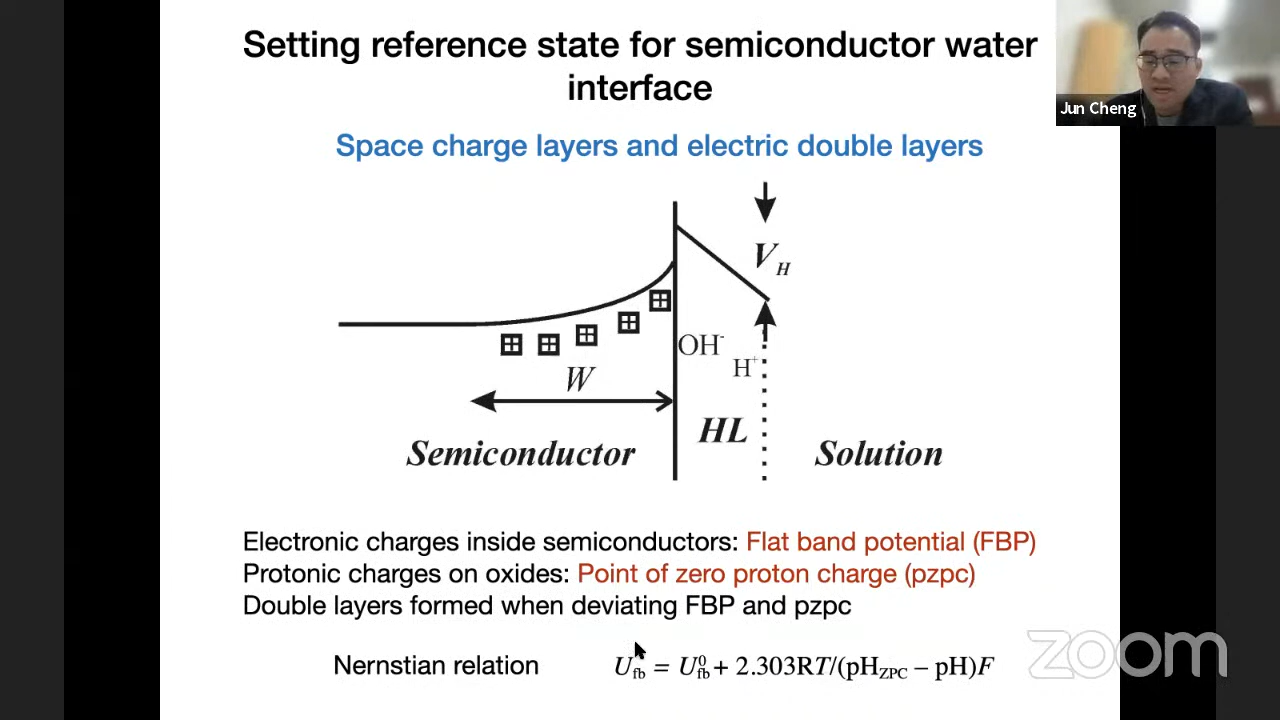 Setting reference state for semiconductor water
interface
Jun Cheng
Space charge layers and electric double layers
V_H
OH^-
H^+
W
HL
Semiconductor
Solution
Electronic charges inside semiconductors: Flat band potential (FBP)
Protonic charges on oxides: Point of zero proton charge (pzpc)
Double layers formed when deviating FBP and pzpc
Nernstian relation U_fb = U_fb^0 + 2.303RT/(pH_ZPC − pH)F
zoom